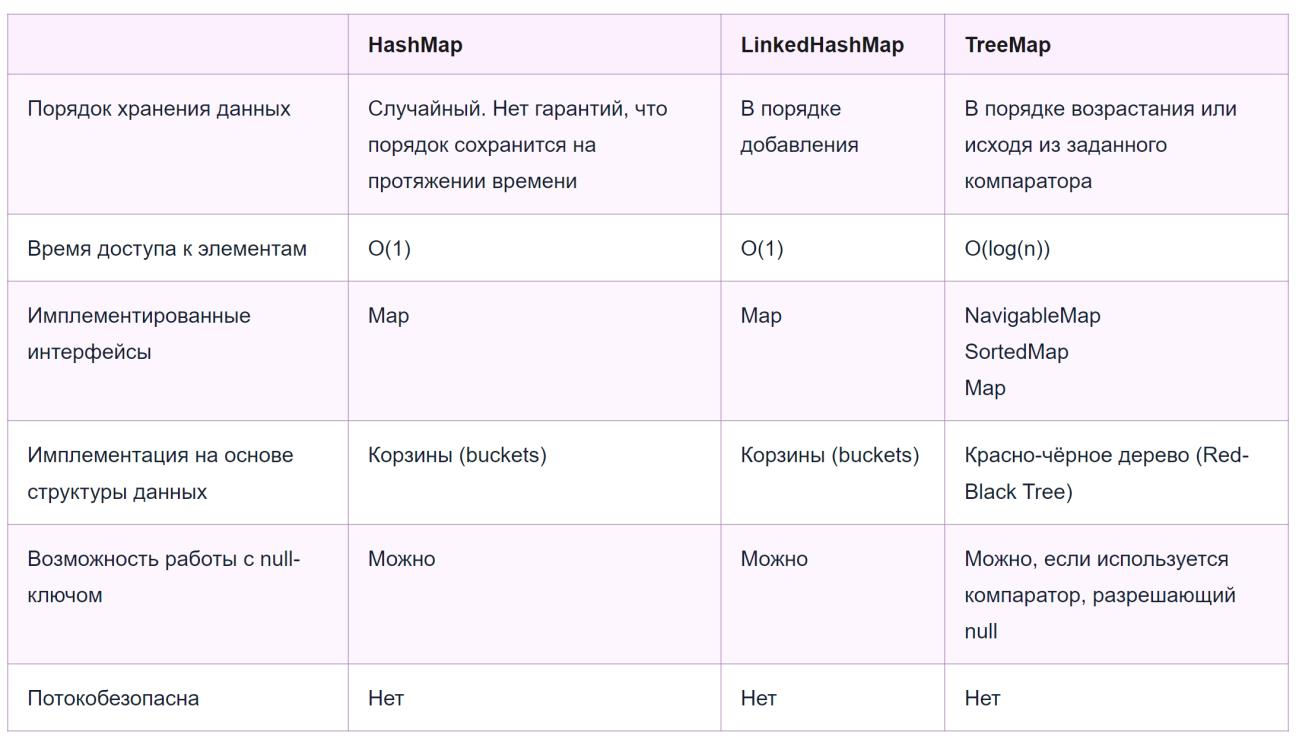 HashMap
LinkedHashMap
TreeMap
Порядок хранения данных
Случайный. Нет гарантий, что
порядок сохранится на
протяжении времени
В порядке
добавления
В порядке возрастания или
исходя из заданного
компаратора
Время доступа к элементам
O(1)
O(1)
O(log(n))
Имплементированные
интерфейсы
Map
Map
NavigableMap
SortedMap
Map
Имплементация на основе
структуры данных
Корзины (buckets)
Корзины (buckets)
Красно-чёрное дерево (Red-
Black Tree)
Возможность работы с null-
ключом
Можно
Можно
Можно, если используется
компаратор, разрешающий
null
Потокобезопасна
Нет
Нет
Нет